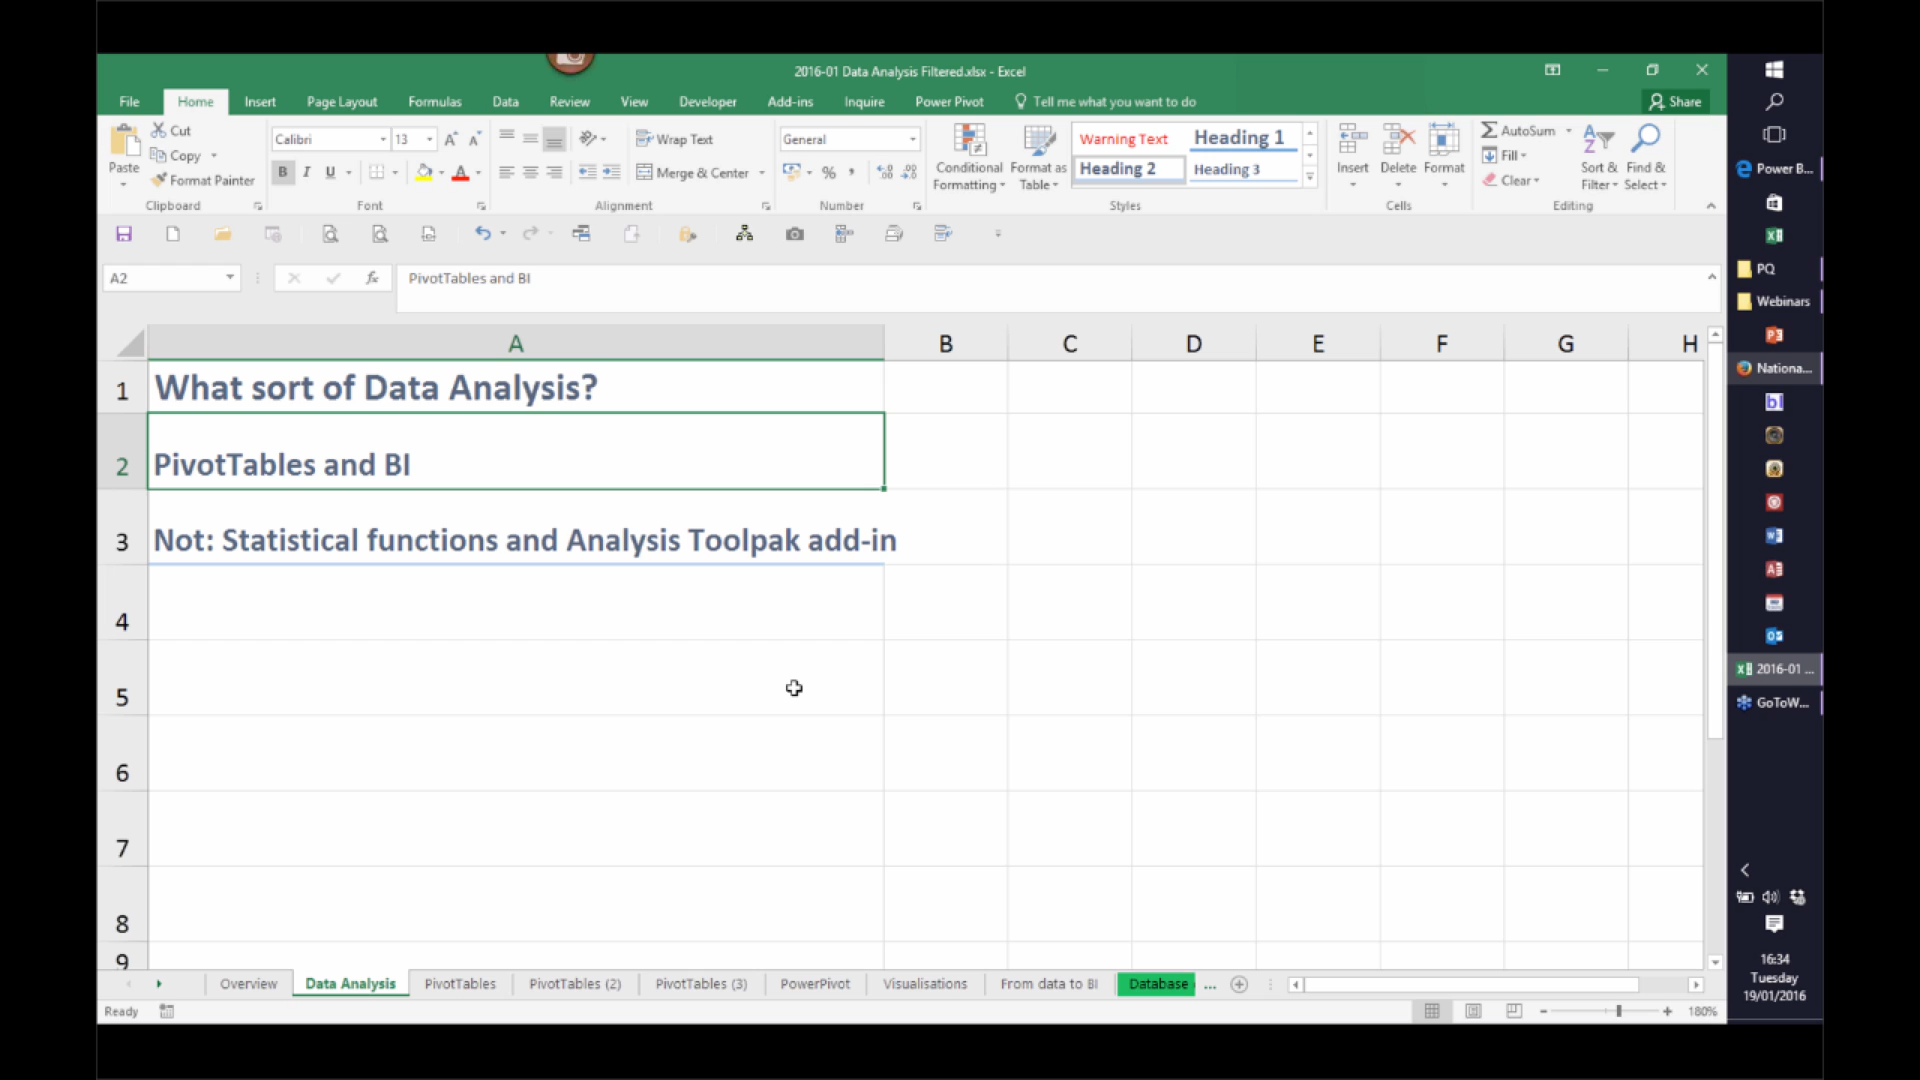 2016-01 Data Analysis Filtered.xlsx - Excel
File Home Insert Page Layout Formulas Data Review View Developer Add-ins Inquire Power Pivot Tell me what you want to do Share
Paste
Cut
Copy
Format Painter
Clipboard
Calibri 13
B I U
Font
Wrap Text
Merge & Center
Alignment
General
%
Number
Conditional Formatting
Format as Table
Warning Text Heading 1
Heading 2 Heading 3
Styles
Insert Delete Format
Cells
AutoSum
Fill
Clear
Sort & Filter
Find & Select
Editing
A2 fx PivotTables and BI
A B C D E F G H
1 What sort of Data Analysis?
2 PivotTables and BI
3 Not: Statistical functions and Analysis Toolpak add-in
4
5
6
7
8
9
Overview Data Analysis PivotTables PivotTables (2) PivotTables (3) PowerPivot Visualisations From data to BI Database ...
Ready 180%
Power B...
PQ
Webinars
Nationa...
b|
2016-01 ...
GoToW...
16:34
Tuesday
19/01/2016